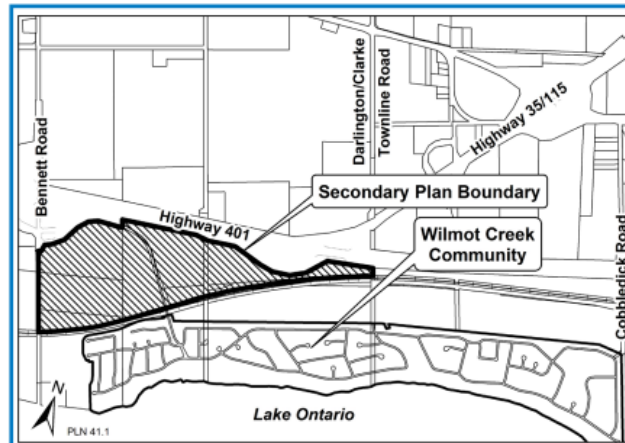 Bennett Road
Darlington/Clarke
Townline Road
Highway 35/115
Secondary Plan Boundary
Highway 401
Wilmot Creek
Community
Cobbledick Road
Lake Ontario
N
PLN 41.1